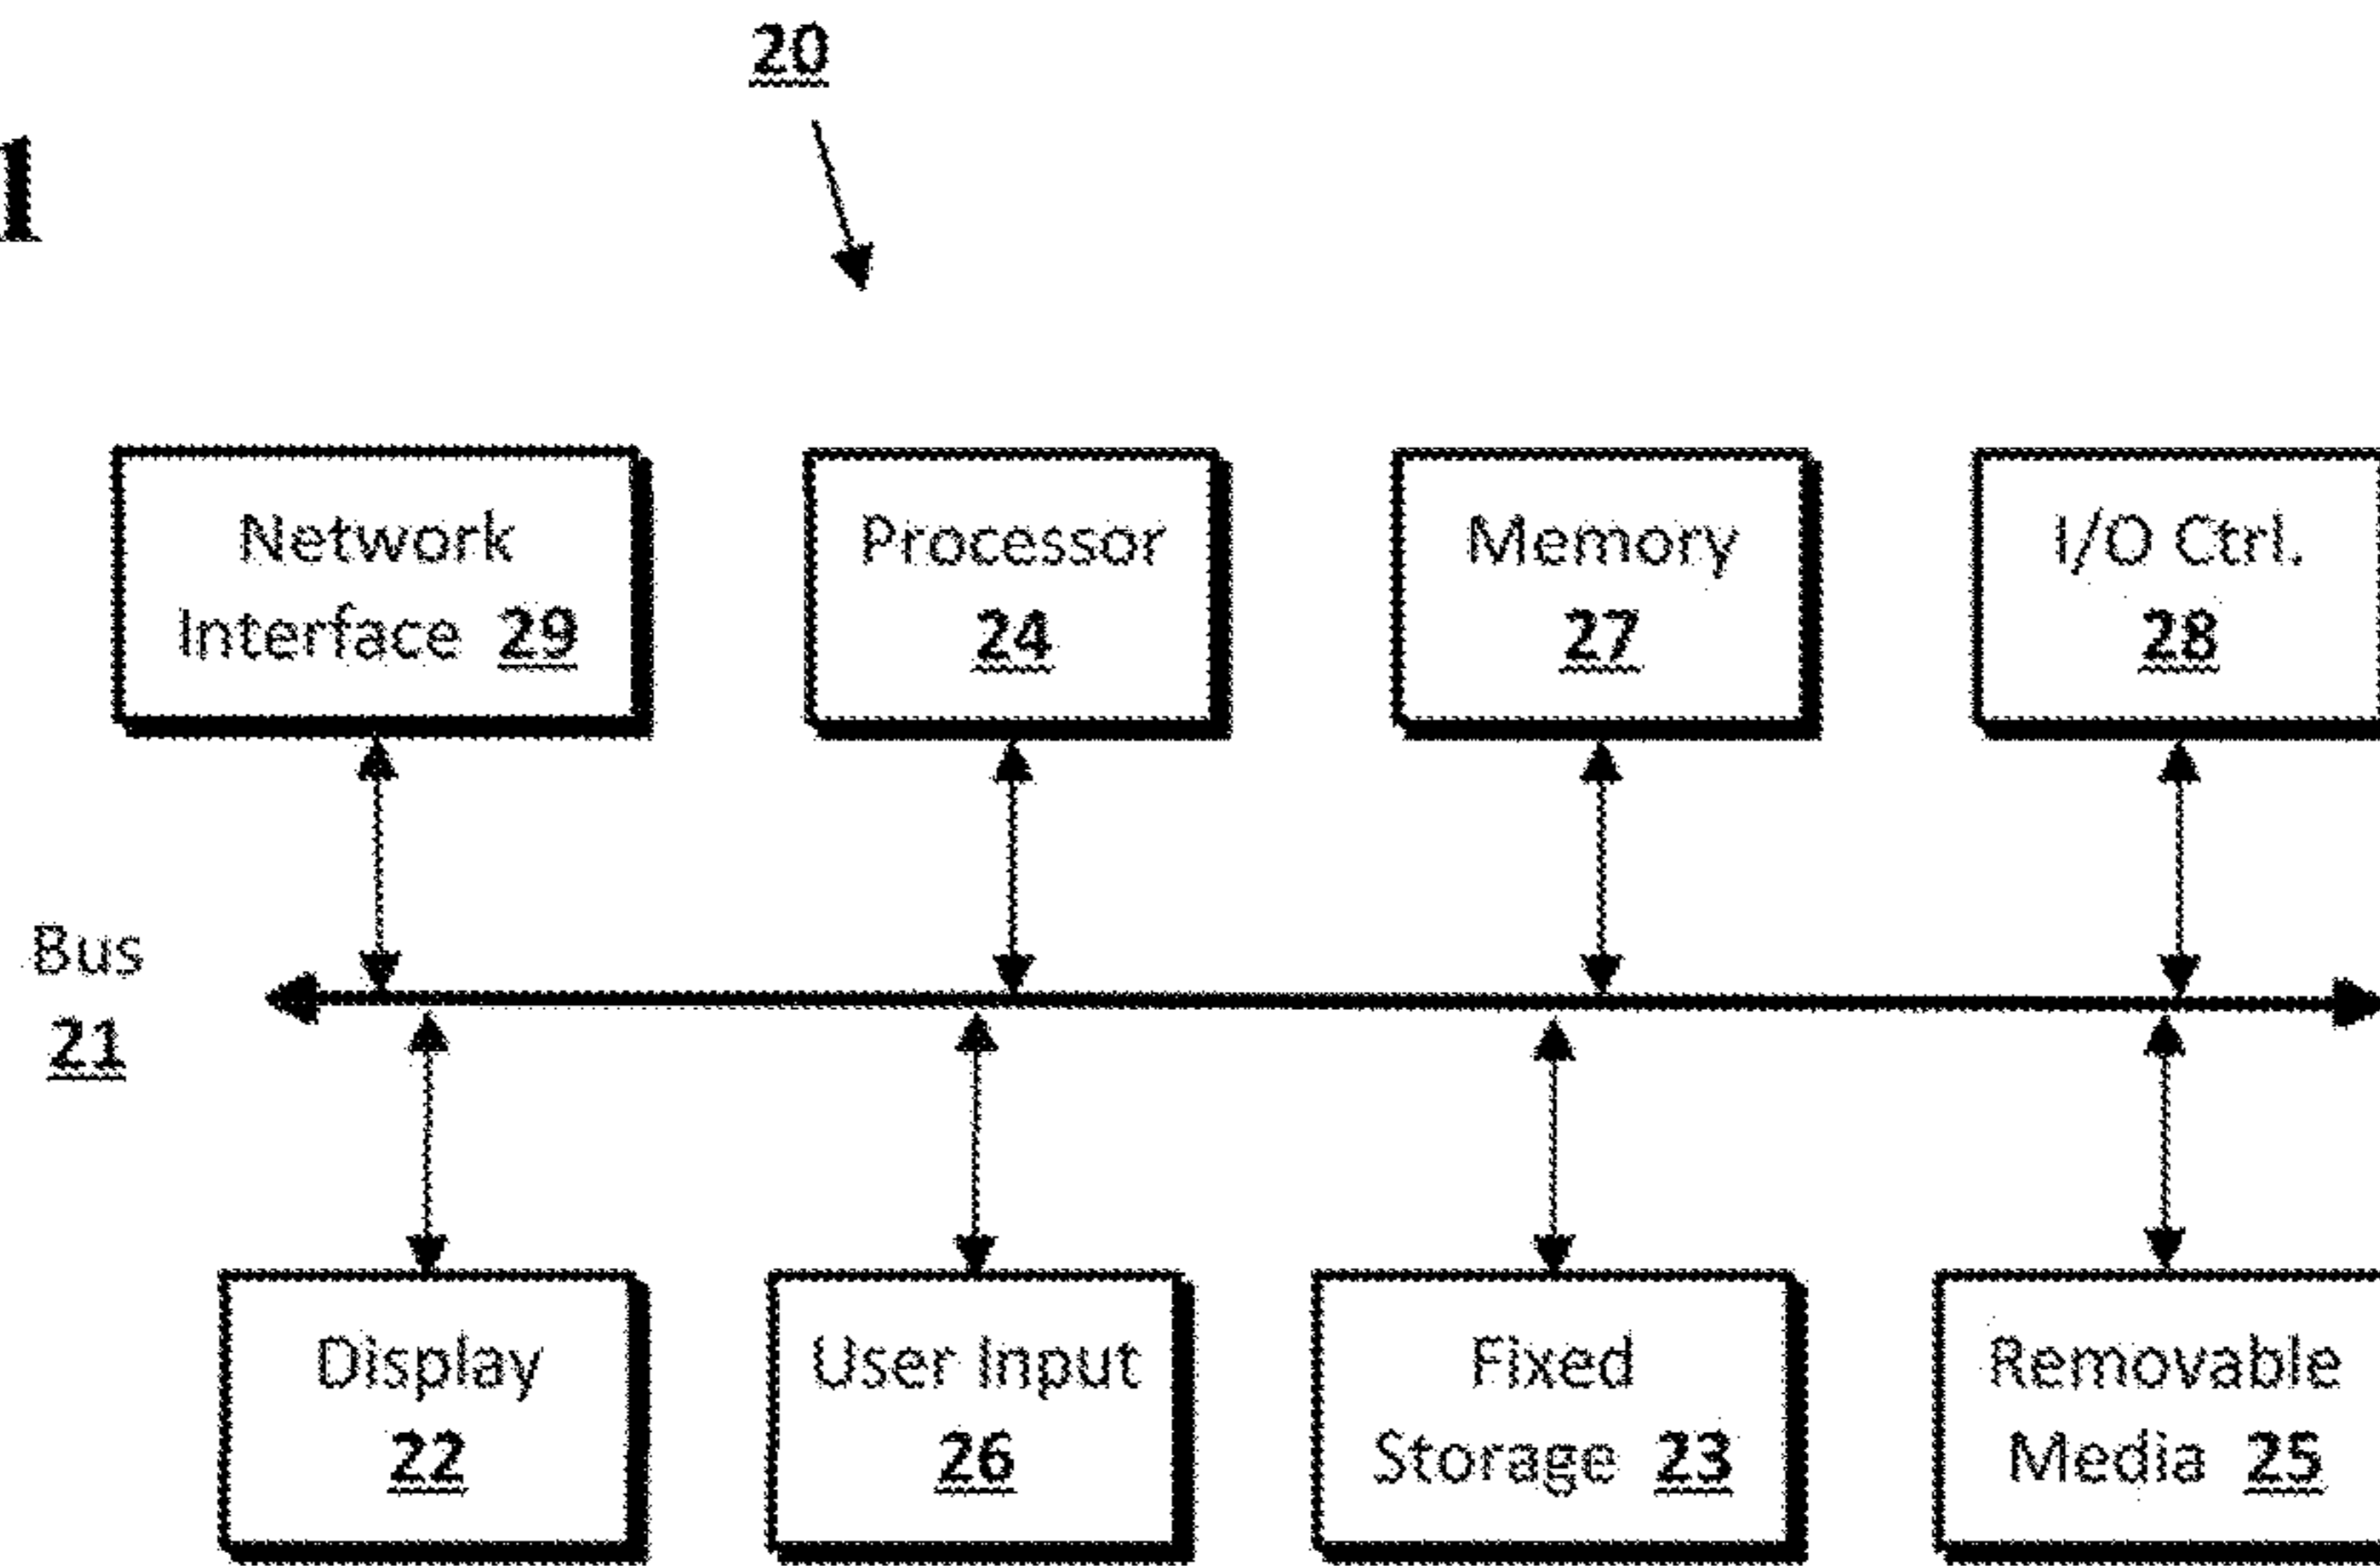 20
1
Network
Interface 29
Processor
24
Memory
27
I/O Ctrl.
28
Bus
21
Display
22
User Input
26
Fixed
Storage 23
Removable
Media 25